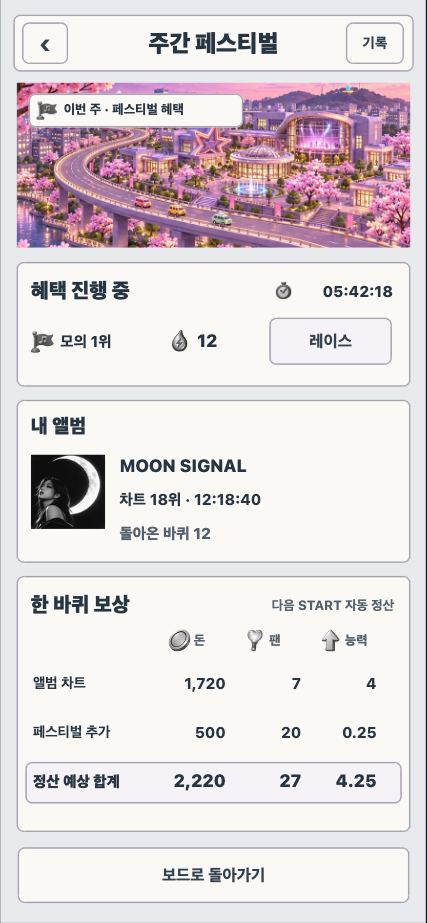 ‹ 주간 페스티벌 기록
이번 주 · 페스티벌 혜택
혜택 진행 중 05:42:18
모의 1위 12 레이스
내 앨범
MOON SIGNAL
차트 18위 · 12:18:40
돌아온 바퀴 12
한 바퀴 보상 다음 START 자동 정산
돈 팬 능력
앨범 차트 1,720 7 4
페스티벌 추가 500 20 0.25
정산 예상 합계 2,220 27 4.25
보드로 돌아가기